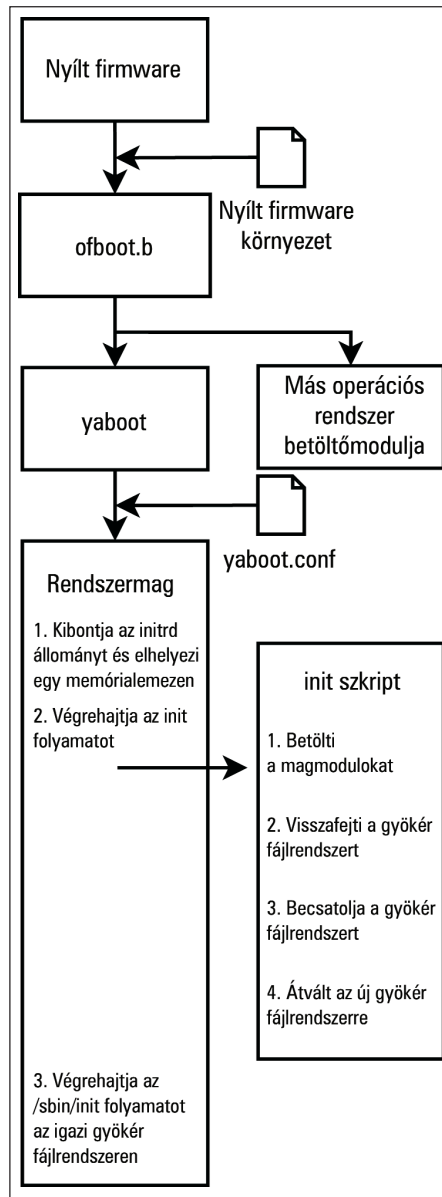 Nyílt firmware
Nyílt firmware
környezet
ofboot.b
yaboot
Más operációs
rendszer
betöltőmodulja
yaboot.conf
Rendszermag
1. Kibontja az initrd
állományt és elhelyezi
egy memórialemezen
2. Végrehajtja az init
folyamatot
3. Végrehajtja az
/sbin/init folyamatot
az igazi gyökér
fájlrendszeren
init szkript
1. Betölti
a magmodulokat
2. Visszafejti a gyökér
fájlrendszert
3. Becsatolja a gyökér
fájlrendszert
4. Átvált az új gyökér
fájlrendszerre